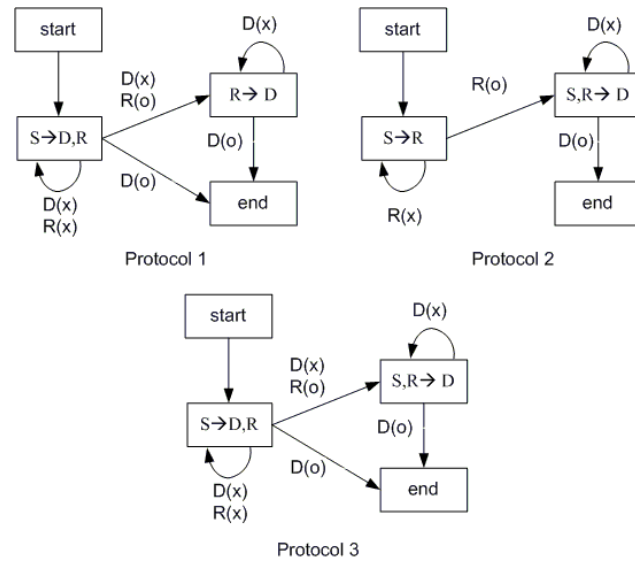 start
D(x)
R(o)
D(x)
R→ D
S→D,R
D(o)
D(o)
D(x)
R(x)
end
Protocol 1
start
R(o)
D(x)
S,R→ D
S→R
D(o)
R(x)
end
Protocol 2
start
D(x)
R(o)
D(x)
S,R→ D
S→D,R
D(o)
D(o)
D(x)
R(x)
end
Protocol 3